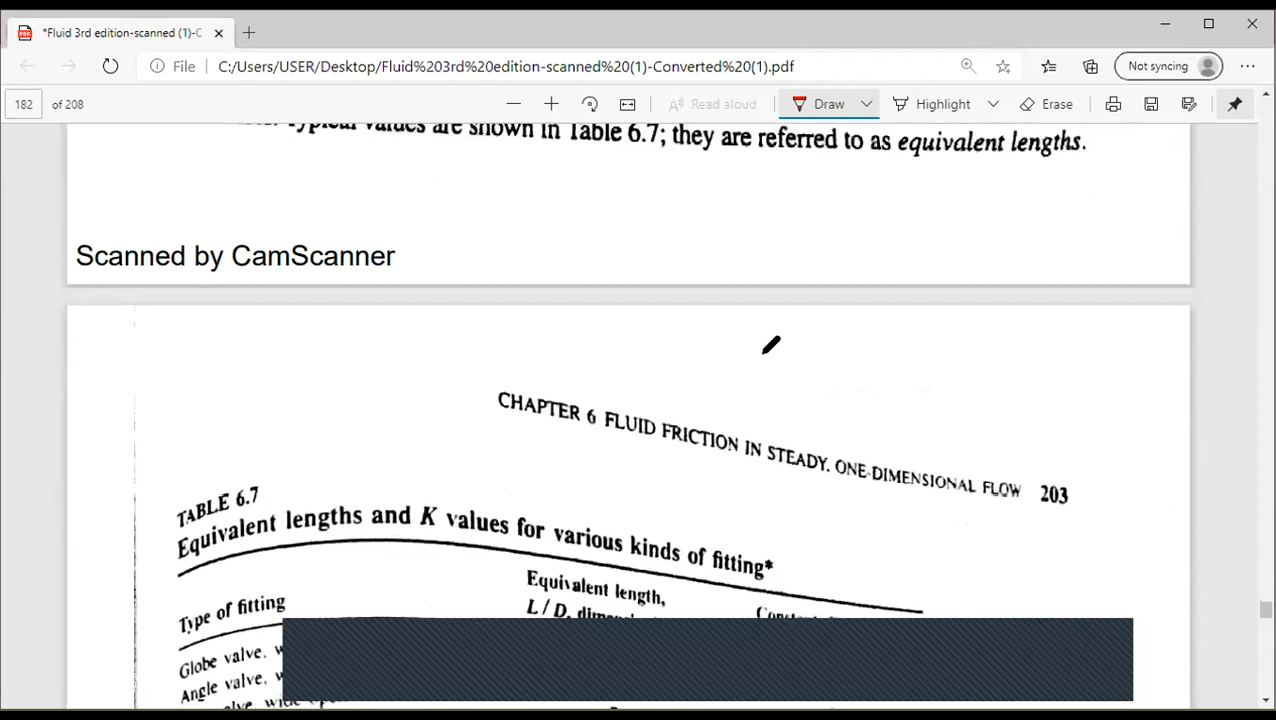 *Fluid 3rd edition-scanned (1)-C
File C:/Users/USER/Desktop/Fluid%203rd%20edition-scanned%20(1)-Converted%20(1).pdf Not syncing
182 of 208 Read aloud Draw Highlight Erase
typical values are shown in Table 6.7; they are referred to as equivalent lengths.
Scanned by CamScanner
CHAPTER 6 FLUID FRICTION IN STEADY, ONE-DIMENSIONAL FLOW 203
TABLE 6.7
Equivalent lengths and K values for various kinds of fitting*
Equivalent length,
Type of fitting L/D,
Globe valve,
Angle valve,